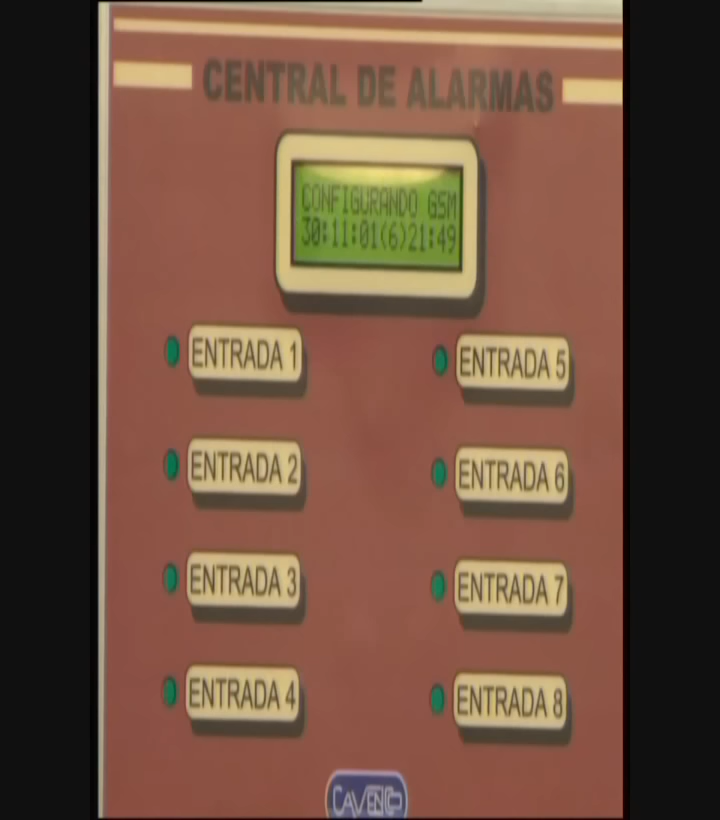 CENTRAL DE ALARMAS
CONFIGURANDO GSM
30:11:01(6)21:49
ENTRADA 1
ENTRADA 5
ENTRADA 2
ENTRADA 6
ENTRADA 3
ENTRADA 7
ENTRADA 4
ENTRADA 8